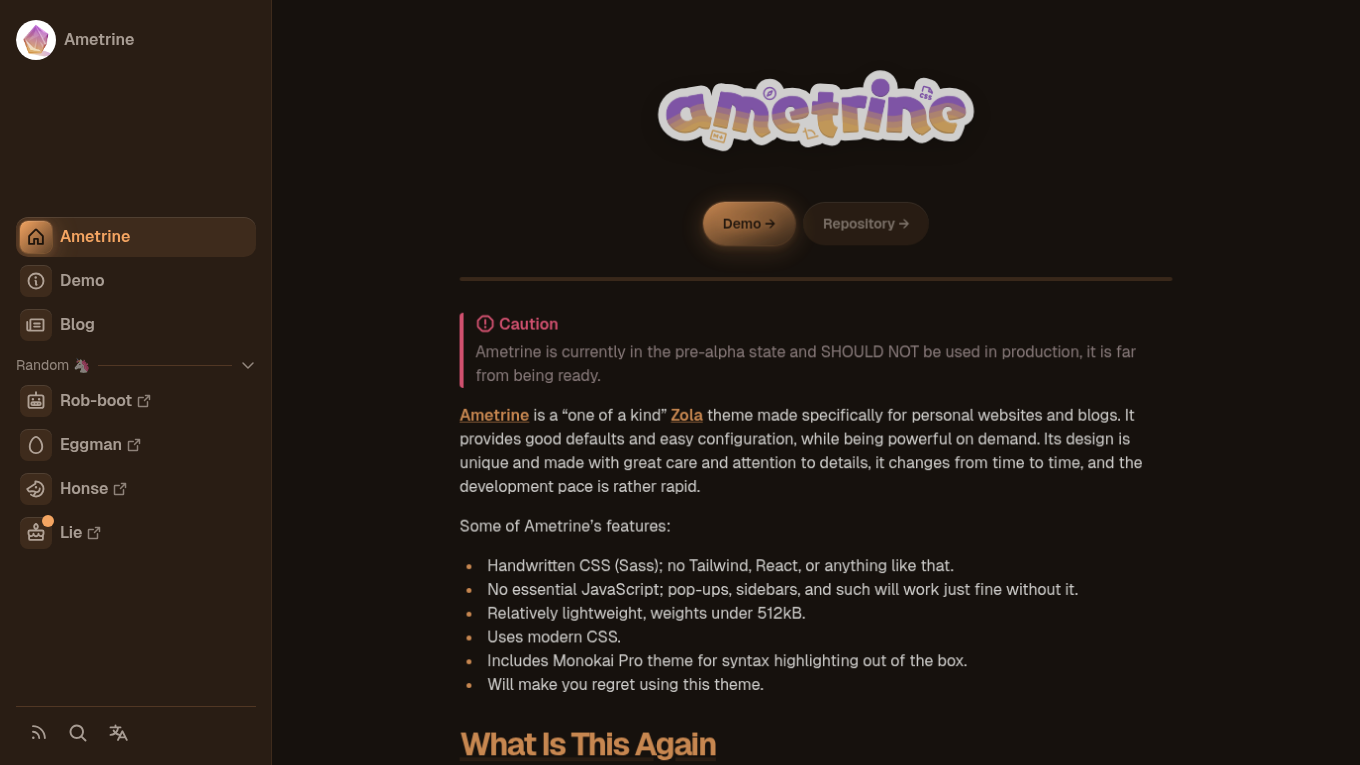 Ametrine
Ametrine
Demo
Blog
Random
Rob-boot
Eggman
Honse
Lie
ametrine
CSS
Demo →
Repository →
Caution
Ametrine is currently in the pre-alpha state and SHOULD NOT be used in production, it is far
from being ready.
Ametrine is a “one of a kind” Zola theme made specifically for personal websites and blogs. It
provides good defaults and easy configuration, while being powerful on demand. Its design is
unique and made with great care and attention to details, it changes from time to time, and the
development pace is rather rapid.
Some of Ametrine’s features:
Handwritten CSS (Sass); no Tailwind, React, or anything like that.
No essential JavaScript; pop-ups, sidebars, and such will work just fine without it.
Relatively lightweight, weights under 512kB.
Uses modern CSS.
Includes Monokai Pro theme for syntax highlighting out of the box.
Will make you regret using this theme.
What Is This Again